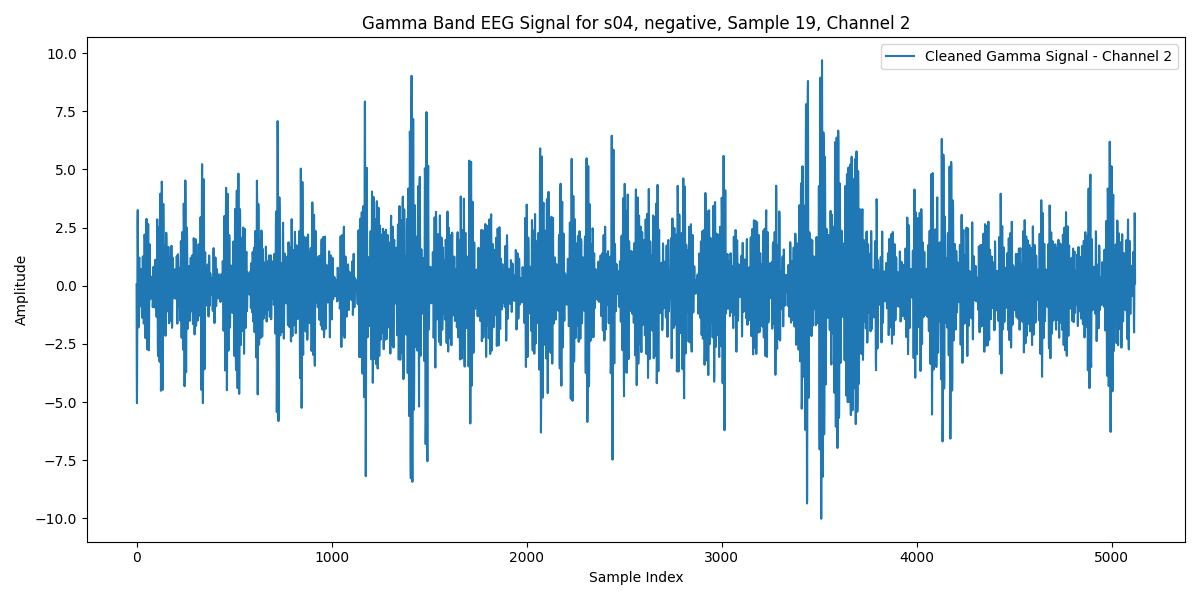 Gamma Band EEG Signal for s04, negative, Sample 19, Channel 2
Cleaned Gamma Signal - Channel 2
Amplitude
10.0
7.5
5.0
2.5
0.0
−2.5
−5.0
−7.5
−10.0
0 1000 2000 3000 4000 5000
Sample Index